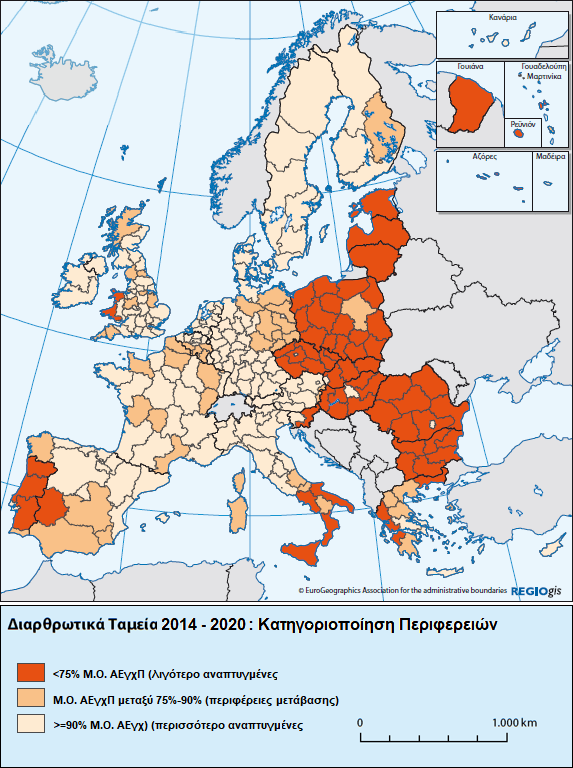 Κανάρια
Γουιάνα
Γουαδελούπη
Μαρτινίκα
Ρεϋνιόν
Αζόρες
Μαδέιρα
© EuroGeographics Association for the administrative boundaries REGIOgis
Διαρθρωτικά Ταμεία 2014 - 2020 : Κατηγοριοποίηση Περιφερειών
<75% Μ.Ο. ΑΕγχΠ (λιγότερο αναπτυγμένες
Μ.Ο. ΑΕγχΠ μεταξύ 75%-90% (περιφέρειες μετάβασης)
>=90% Μ.Ο. ΑΕγχ) (περισσότερο αναπτυγμένες
0 1.000 km